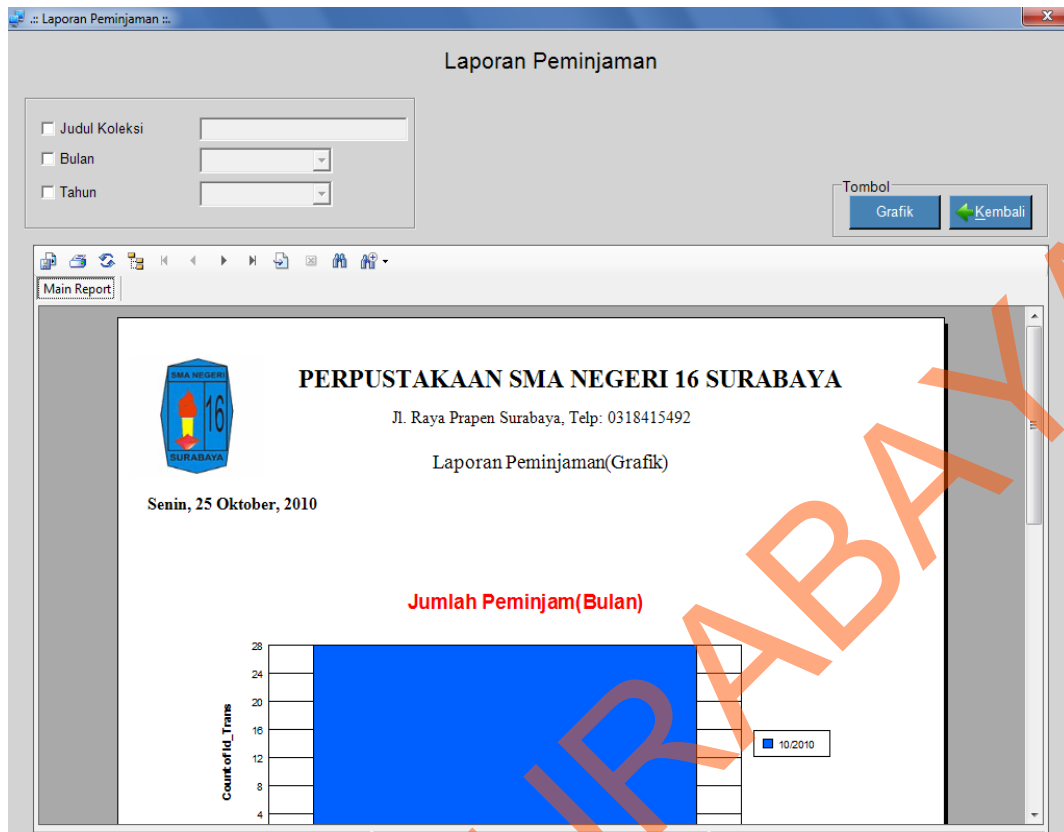 .:: Laporan Peminjaman ::.
Laporan Peminjaman
Judul Koleksi
Bulan
Tahun
Tombol
Grafik
Kembali
Main Report
SMA NEGERI
16
SURABAYA
PERPUSTAKAAN SMA NEGERI 16 SURABAYA
Jl. Raya Prapen Surabaya, Telp: 0318415492
Laporan Peminjaman(Grafik)
Senin, 25 Oktober, 2010
Jumlah Peminjam(Bulan)
28
24
20
16
12
8
4
Count of Id_Trans
10/2010